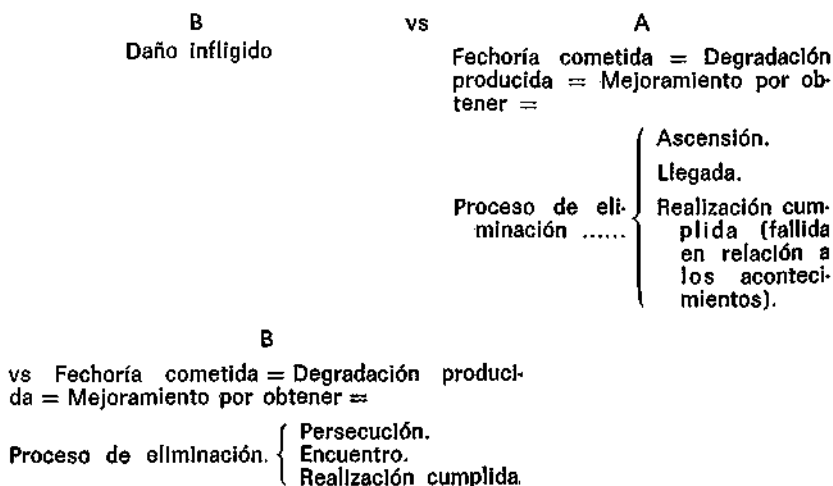 B vs A
Daño infligido
Fechoría cometida = Degradación
producida = Mejoramiento por ob-
tener =
Ascensión.
Llegada.
Proceso de eli-
minación ......
Realización cum-
plida (fallida
en relación a
los aconteci-
mientos).
B
vs Fechoría cometida = Degradación produci-
da = Mejoramiento por obtener =
Proceso de eliminación.
Persecución.
Encuentro.
Realización cumplida.